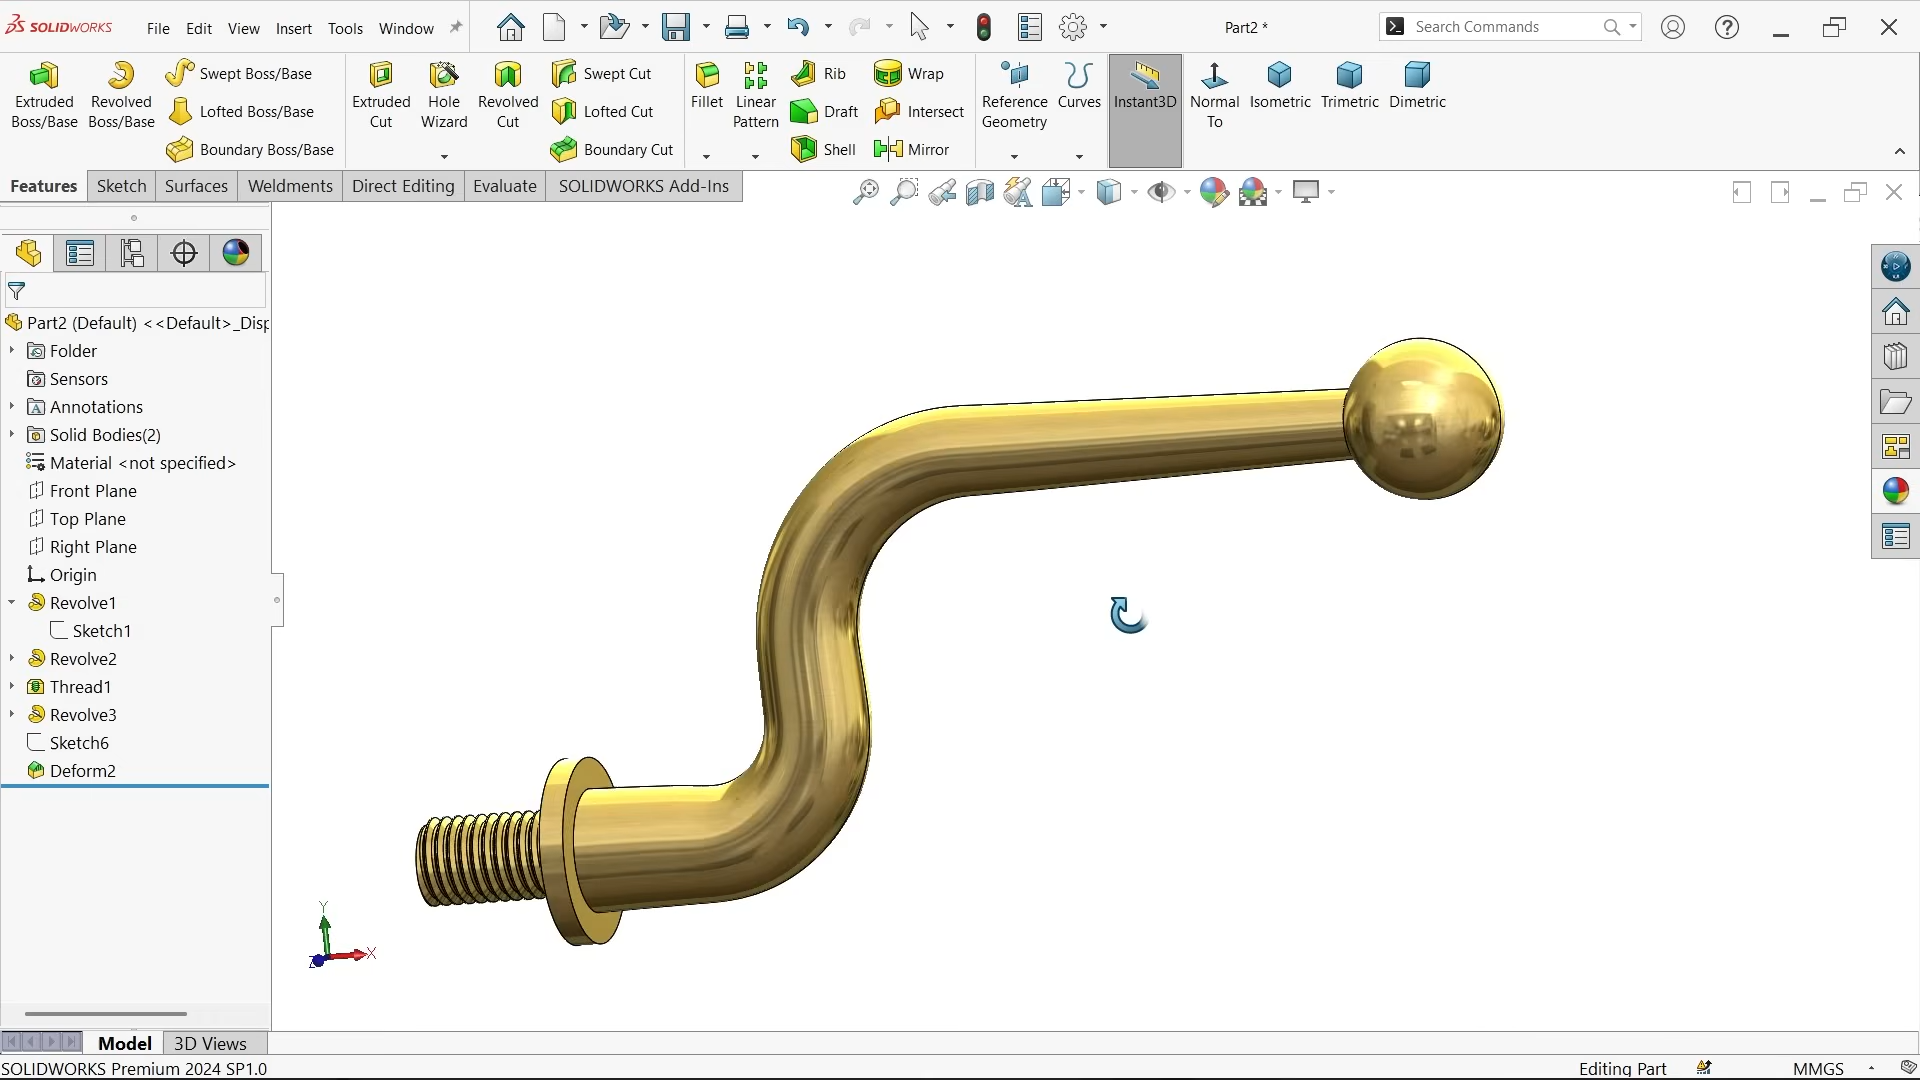 SOLIDWORKS File Edit View Insert Tools Window Part2 * Search Commands
Extruded Boss/Base
Revolved Boss/Base
Swept Boss/Base
Lofted Boss/Base
Boundary Boss/Base
Extruded Cut
Hole Wizard
Revolved Cut
Swept Cut
Lofted Cut
Boundary Cut
Fillet
Linear Pattern
Rib
Draft
Shell
Wrap
Intersect
Mirror
Reference Geometry
Curves
Instant3D
Normal To
Isometric
Trimetric
Dimetric
Features Sketch Surfaces Weldments Direct Editing Evaluate SOLIDWORKS Add-Ins
Part2 (Default) <<Default>_Disp
Folder
Sensors
Annotations
Solid Bodies(2)
Material <not specified>
Front Plane
Top Plane
Right Plane
Origin
Revolve1
Sketch1
Revolve2
Thread1
Revolve3
Sketch6
Deform2
Y
X
Z
Model 3D Views
SOLIDWORKS Premium 2024 SP1.0 Editing Part MMGS